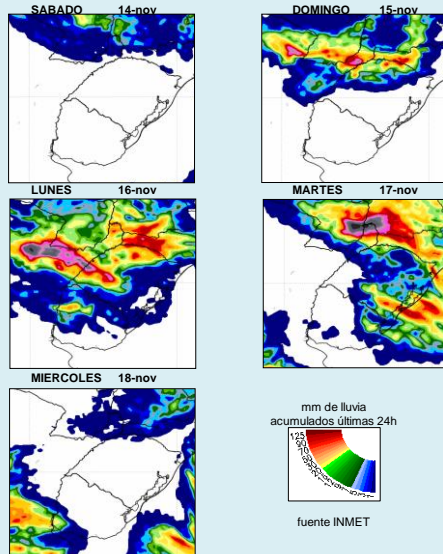 SABADO 14-nov
DOMINGO 15-nov
LUNES 16-nov
MARTES 17-nov
MIERCOLES 18-nov
mm de lluvia
acumulados últimas 24h
125
fuente INMET